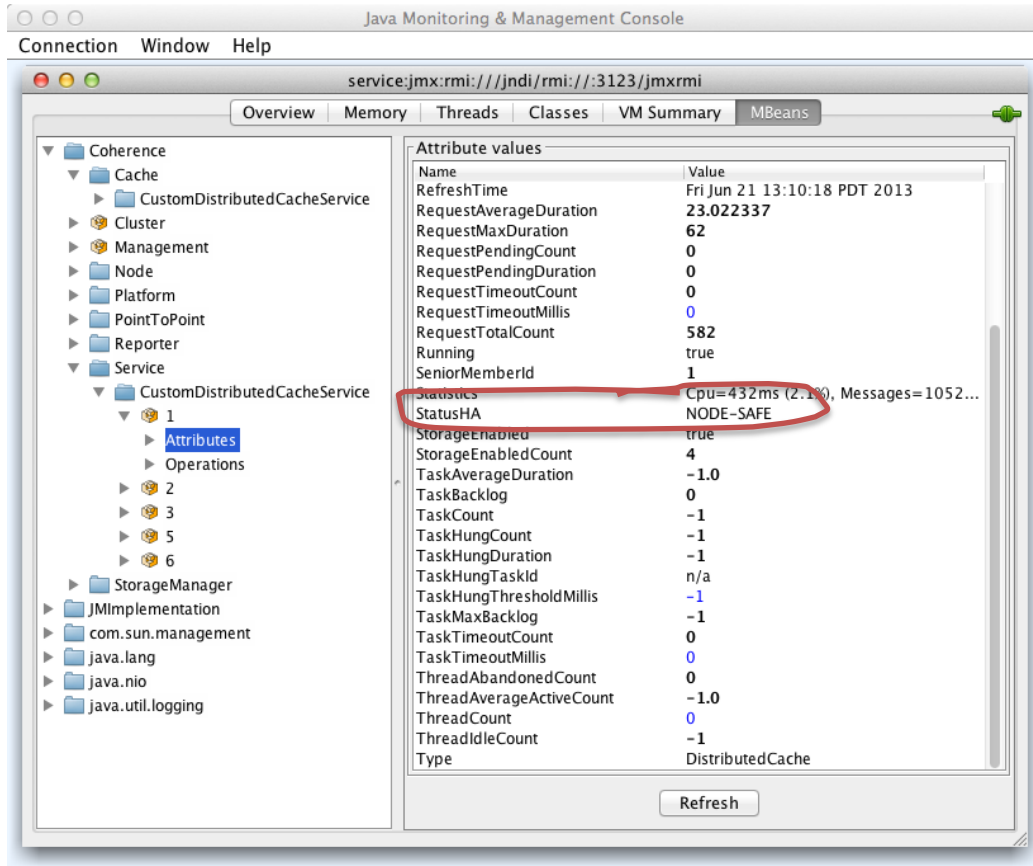 Java Monitoring & Management Console
Connection Window Help
service:jmx:rmi:///jndi/rmi://:3123/jmxrmi
Overview Memory Threads Classes VM Summary MBeans
Coherence
Cache
CustomDistributedCacheService
Cluster
Management
Node
Platform
PointToPoint
Reporter
Service
CustomDistributedCacheService
1
Attributes
Operations
2
3
5
6
StorageManager
JMImplementation
com.sun.management
java.lang
java.nio
java.util.logging
Attribute values
Name Value
RefreshTime Fri Jun 21 13:10:18 PDT 2013
RequestAverageDuration 23.022337
RequestMaxDuration 62
RequestPendingCount 0
RequestPendingDuration 0
RequestTimeoutCount 0
RequestTimeoutMillis 0
RequestTotalCount 582
Running true
SeniorMemberId 1
Statistics Cpu=432ms (2.1%), Messages=1052...
StatusHA NODE-SAFE
StorageEnabled true
StorageEnabledCount 4
TaskAverageDuration -1.0
TaskBacklog 0
TaskCount -1
TaskHungCount -1
TaskHungDuration -1
TaskHungTaskId n/a
TaskHungThresholdMillis -1
TaskMaxBacklog -1
TaskTimeoutCount 0
TaskTimeoutMillis 0
ThreadAbandonedCount 0
ThreadAverageActiveCount -1.0
ThreadCount 0
ThreadIdleCount -1
Type DistributedCache
Refresh